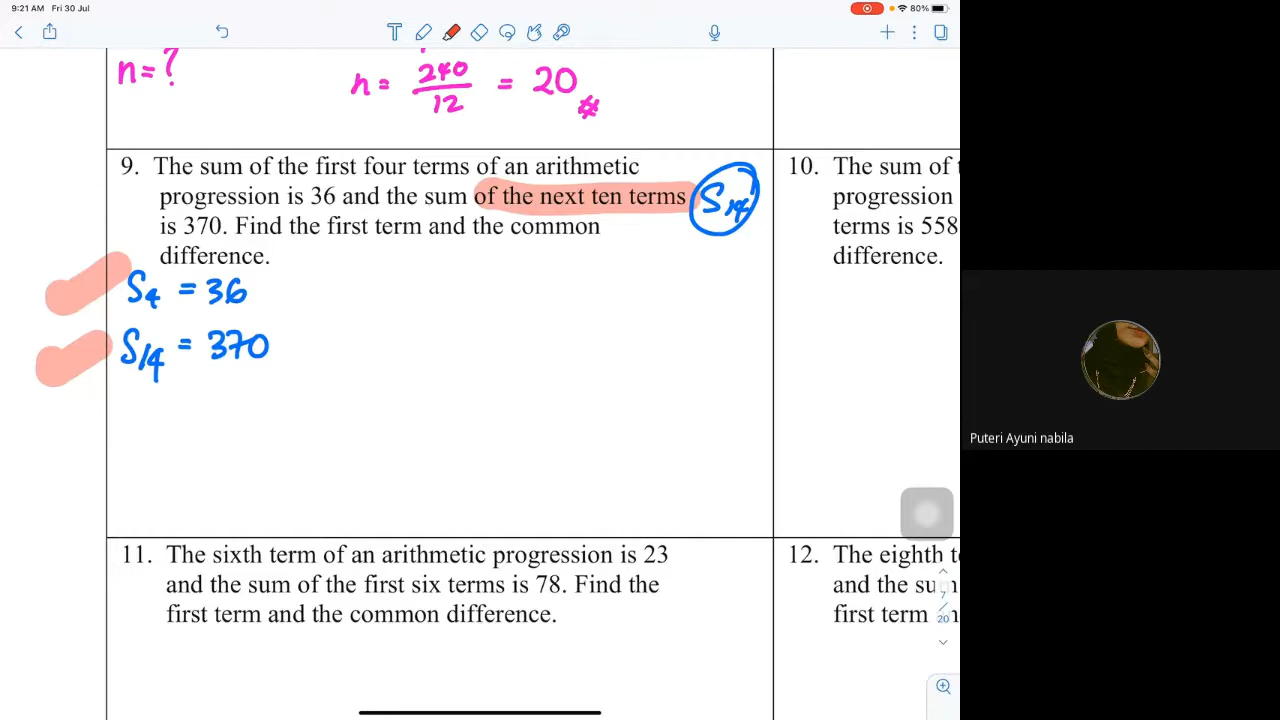 9:21 AM Fri 30 Jul
80%
n = ?
n = 240/12 = 20 #
9. The sum of the first four terms of an arithmetic
progression is 36 and the sum of the next ten terms
is 370. Find the first term and the common
difference.
S14
S4 = 36
S14 = 370
10. The sum of t
progression
terms is 558
difference.
11. The sixth term of an arithmetic progression is 23
and the sum of the first six terms is 78. Find the
first term and the common difference.
12. The eighth te
and the sum
first term
7
20
Puteri Ayuni nabila